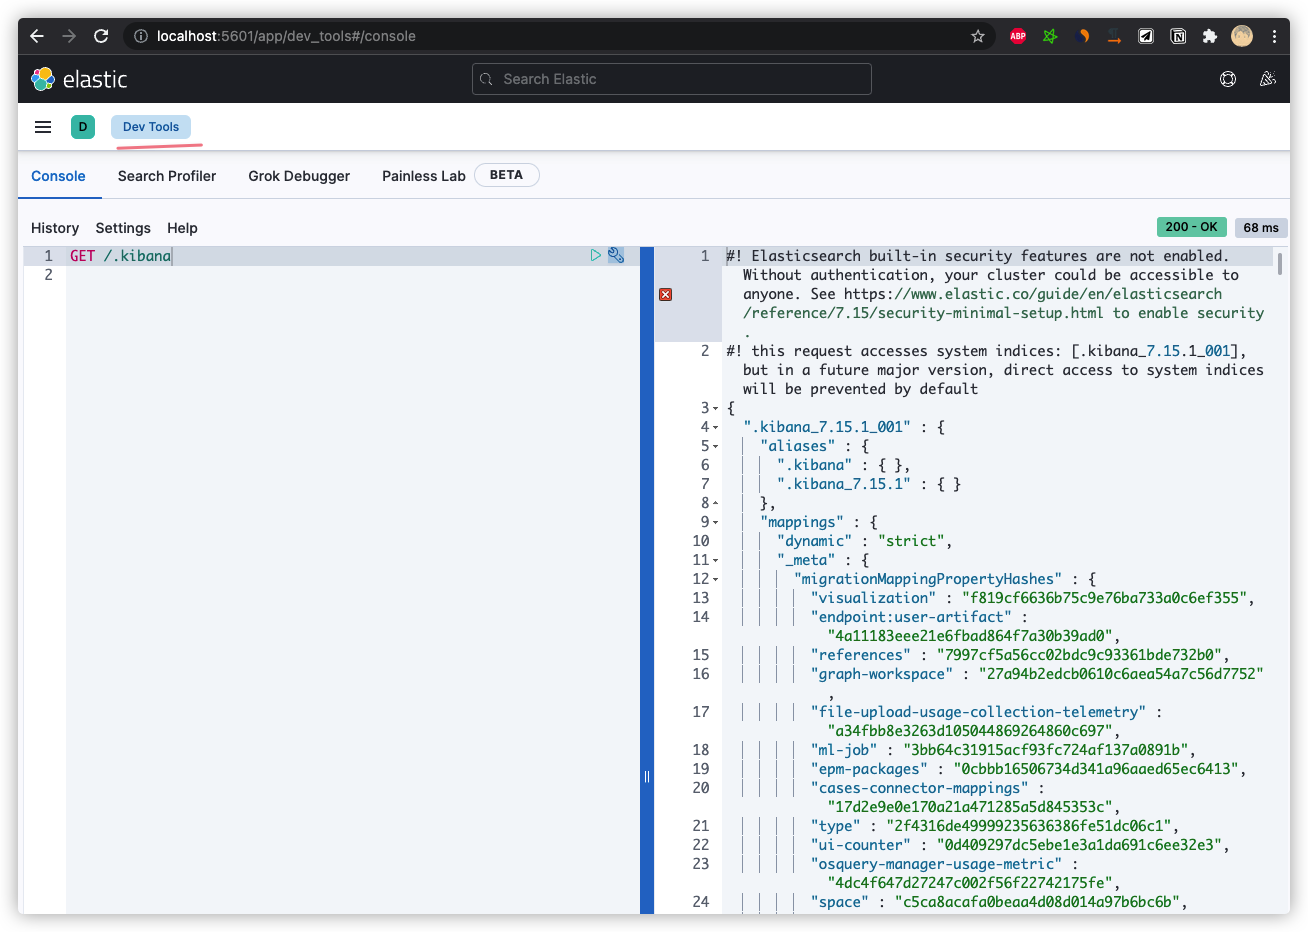 localhost:5601/app/dev_tools#/console
ABP
elastic
Search Elastic
D
Dev Tools
Console
Search Profiler
Grok Debugger
Painless Lab
BETA
History
Settings
Help
200 - OK
68 ms
1 GET /.kibana
2
1 #! Elasticsearch built-in security features are not enabled.
Without authentication, your cluster could be accessible to
anyone. See https://www.elastic.co/guide/en/elasticsearch
/reference/7.15/security-minimal-setup.html to enable security
.
2 #! this request accesses system indices: [.kibana_7.15.1_001],
but in a future major version, direct access to system indices
will be prevented by default
3 {
4 ".kibana_7.15.1_001" : {
5 "aliases" : {
6 ".kibana" : { },
7 ".kibana_7.15.1" : { }
8 },
9 "mappings" : {
10 "dynamic" : "strict",
11 "_meta" : {
12 "migrationMappingPropertyHashes" : {
13 "visualization" : "f819cf6636b75c9e76ba733a0c6ef355",
14 "endpoint:user-artifact" :
"4a11183eee21e6fbad864f7a30b39ad0",
15 "references" : "7997cf5a56cc02bdc9c93361bde732b0",
16 "graph-workspace" : "27a94b2edcb0610c6aea54a7c56d7752"
,
17 "file-upload-usage-collection-telemetry" :
"a34fbb8e3263d105044869264860c697",
18 "ml-job" : "3bb64c31915acf93fc724af137a0891b",
19 "epm-packages" : "0cbbb16506734d341a96aaed65ec6413",
20 "cases-connector-mappings" :
"17d2e9e0e170a21a471285a5d845353c",
21 "type" : "2f4316de49999235636386fe51dc06c1",
22 "ui-counter" : "0d409297dc5ebe1e3a1da691c6ee32e3",
23 "osquery-manager-usage-metric" :
"4dc4f647d27247c002f56f22742175fe",
24 "space" : "c5ca8acafa0beaa4d08d014a97b6bc6b",